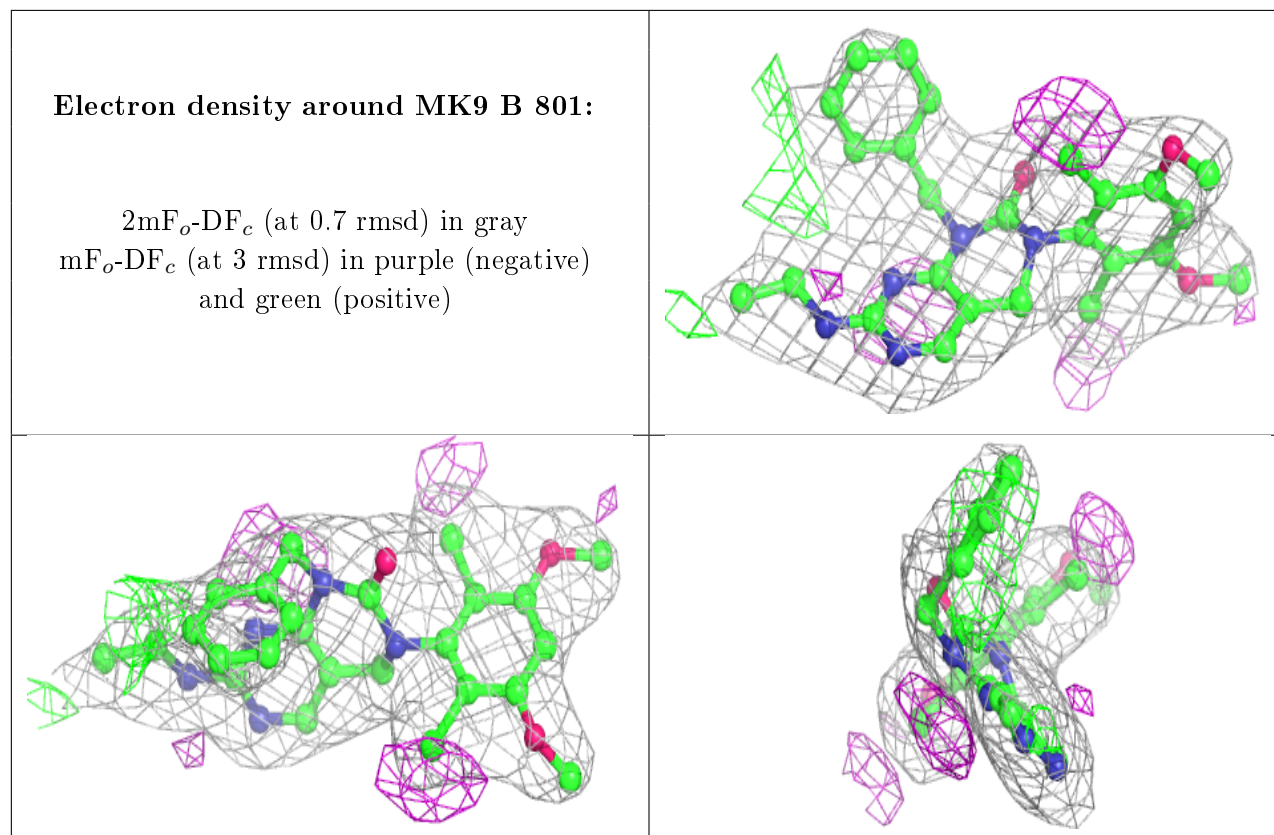 Electron density around MK9 B 801:
2mFₒ-DF𝒸 (at 0.7 rmsd) in gray
mFₒ-DF𝒸 (at 3 rmsd) in purple (negative)
and green (positive)